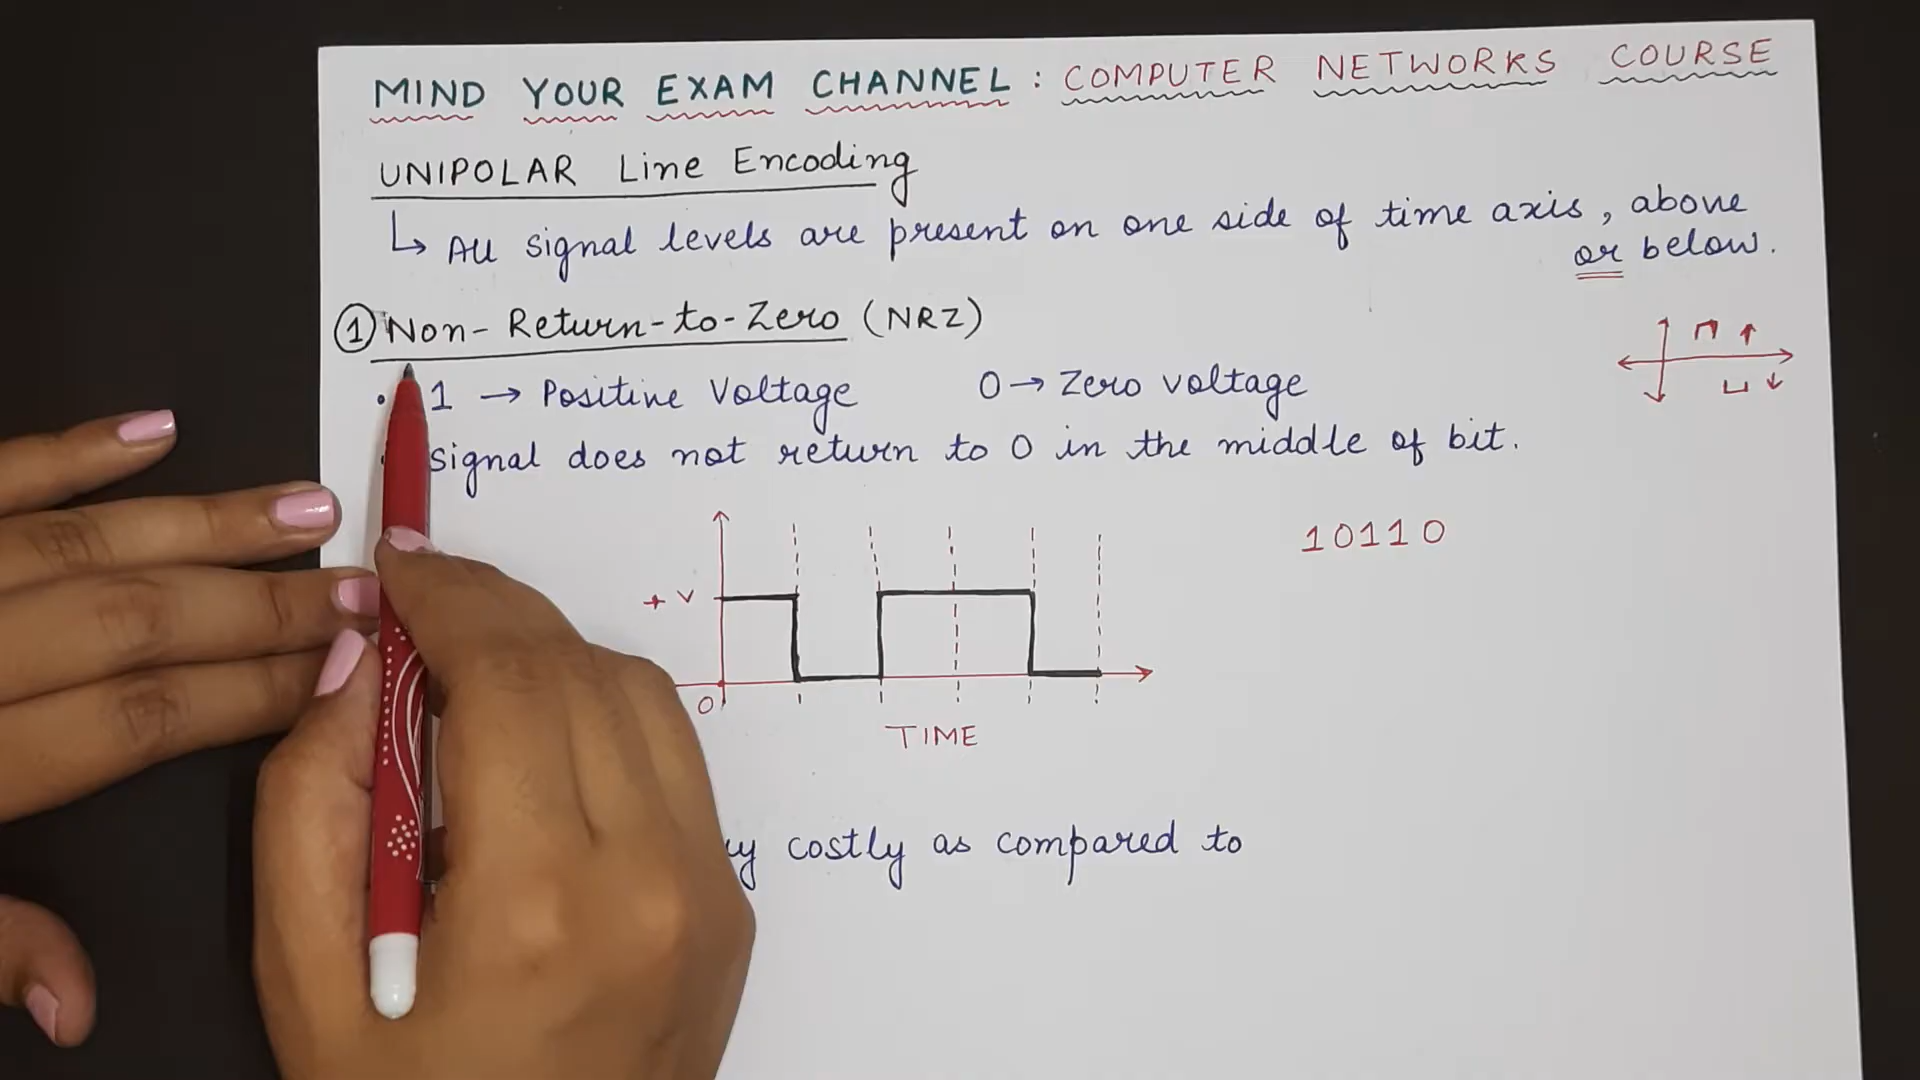 MIND YOUR EXAM CHANNEL : COMPUTER NETWORKS COURSE
UNIPOLAR Line Encoding
↳ All signal levels are present on one side of time axis, above
or below.
① Non-Return-to-Zero (NRZ)
• 1 → Positive Voltage 0 → Zero voltage
signal does not return to 0 in the middle of bit.
10110
+ V
0
TIME
costly as compared to